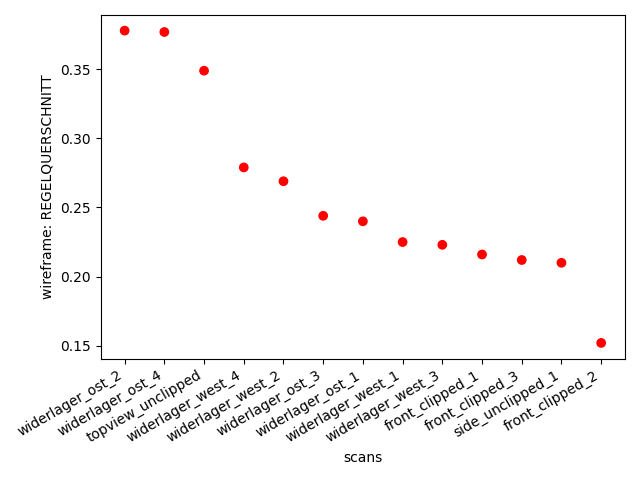 wireframe: REGELQUERSCHNITT
0.35
0.30
0.25
0.20
0.15
widerlager_ost_2
widerlager_ost_4
topview_unclipped
widerlager_west_4
widerlager_west_2
widerlager_ost_3
widerlager_ost_1
widerlager_west_1
widerlager_west_3
front_clipped_1
front_clipped_3
side_unclipped_1
front_clipped_2
scans